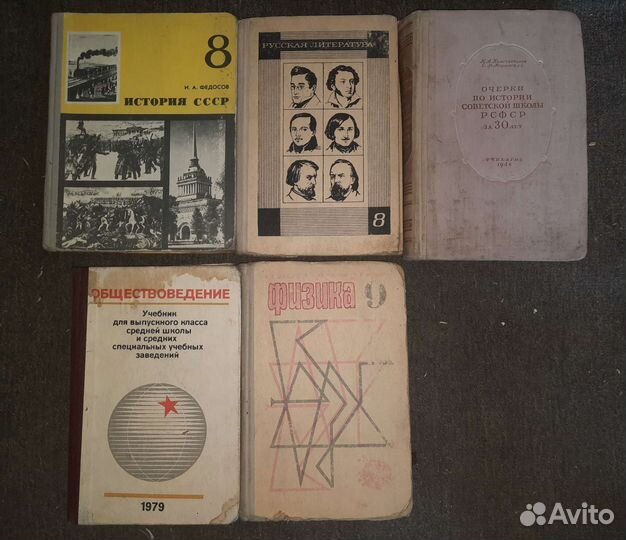 8
И. А. ФЕДОСОВ
ИСТОРИЯ СССР
РУССКАЯ ЛИТЕРАТУРА
8
ОЧЕРКИ
ПО ИСТОРИИ
СОВЕТСКОЙ ШКОЛЫ
РСФСР
ЗА 30 ЛЕТ
УЧПЕДГИЗ
ОБЩЕСТВОВЕДЕНИЕ
Учебник
для выпускного класса
средней школы
и средних
специальных учебных
заведений
1979
физика 9
Avito